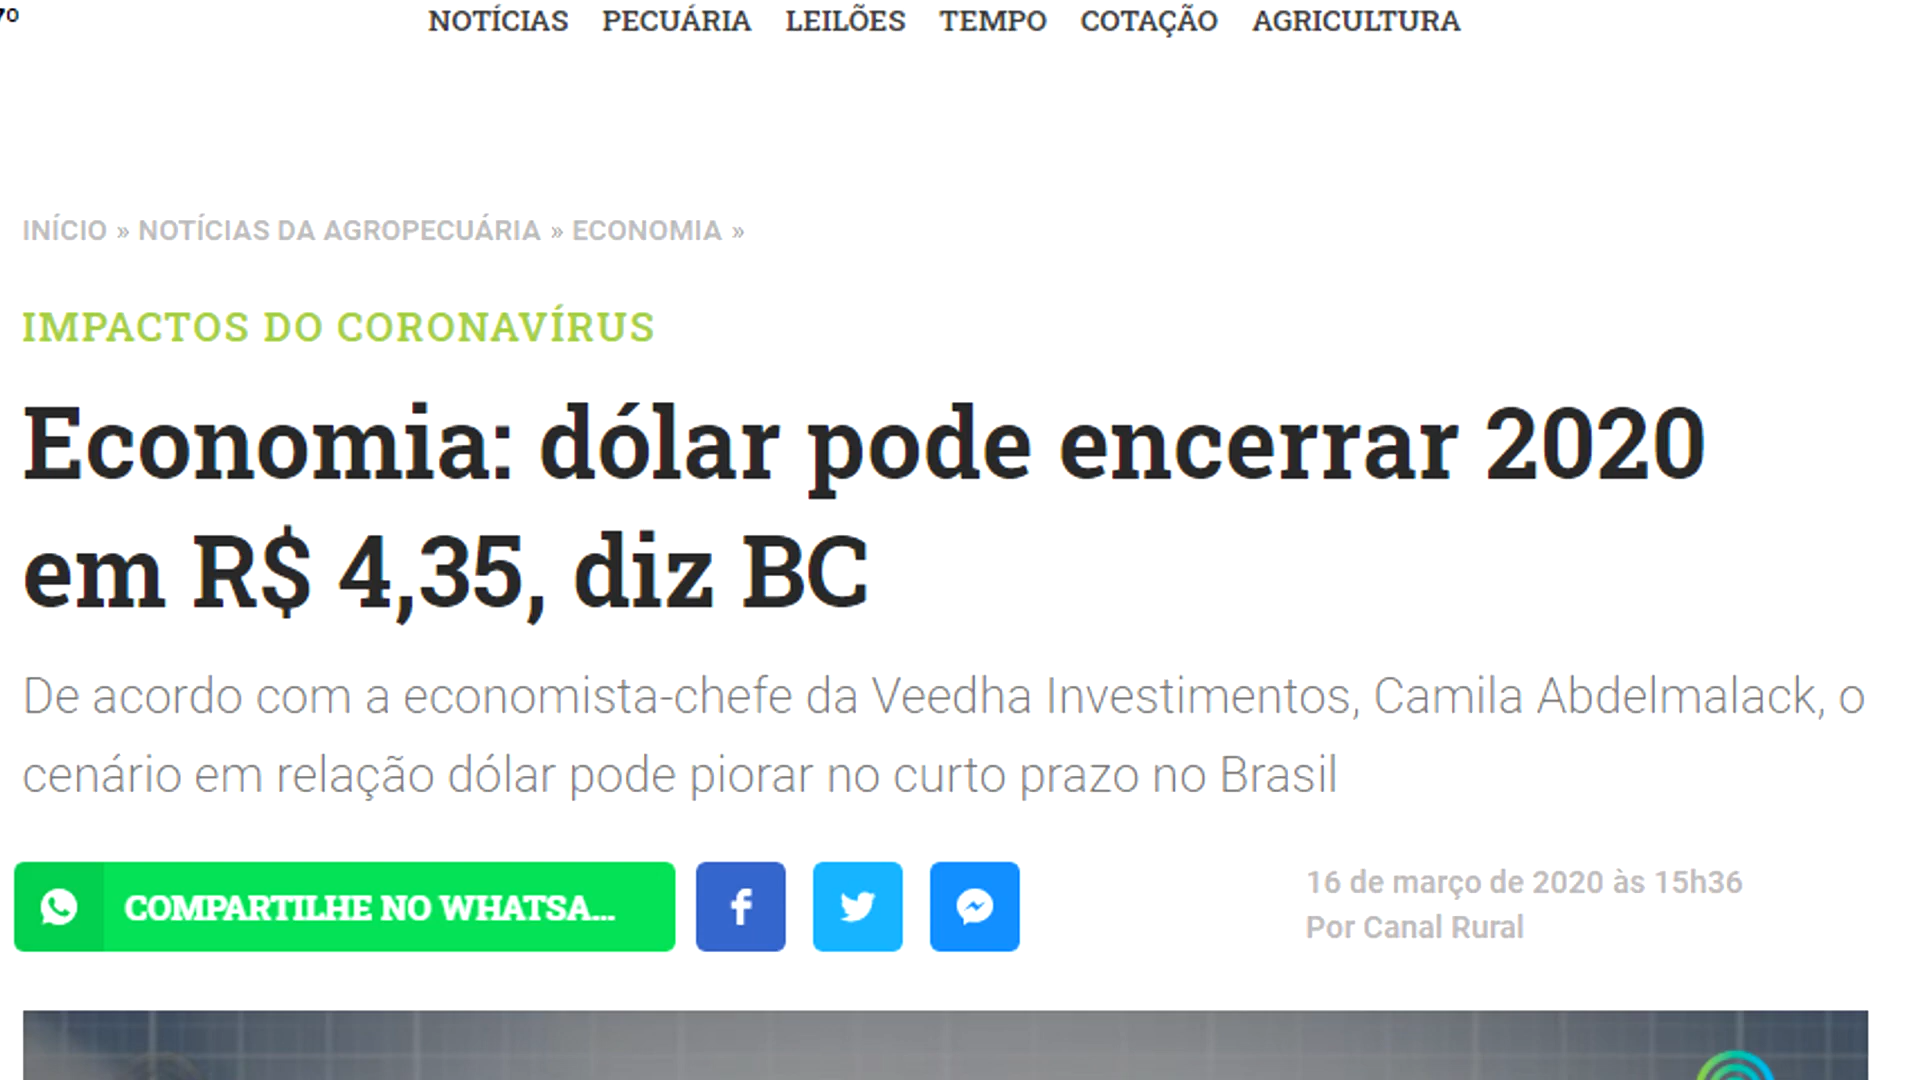 NOTÍCIAS PECUÁRIA LEILÕES TEMPO COTAÇÃO AGRICULTURA
INÍCIO » NOTÍCIAS DA AGROPECUÁRIA » ECONOMIA »
IMPACTOS DO CORONAVÍRUS
Economia: dólar pode encerrar 2020
em R$ 4,35, diz BC
De acordo com a economista-chefe da Veedha Investimentos, Camila Abdelmalack, o
cenário em relação dólar pode piorar no curto prazo no Brasil
COMPARTILHE NO WHATSA...
16 de março de 2020 às 15h36
Por Canal Rural